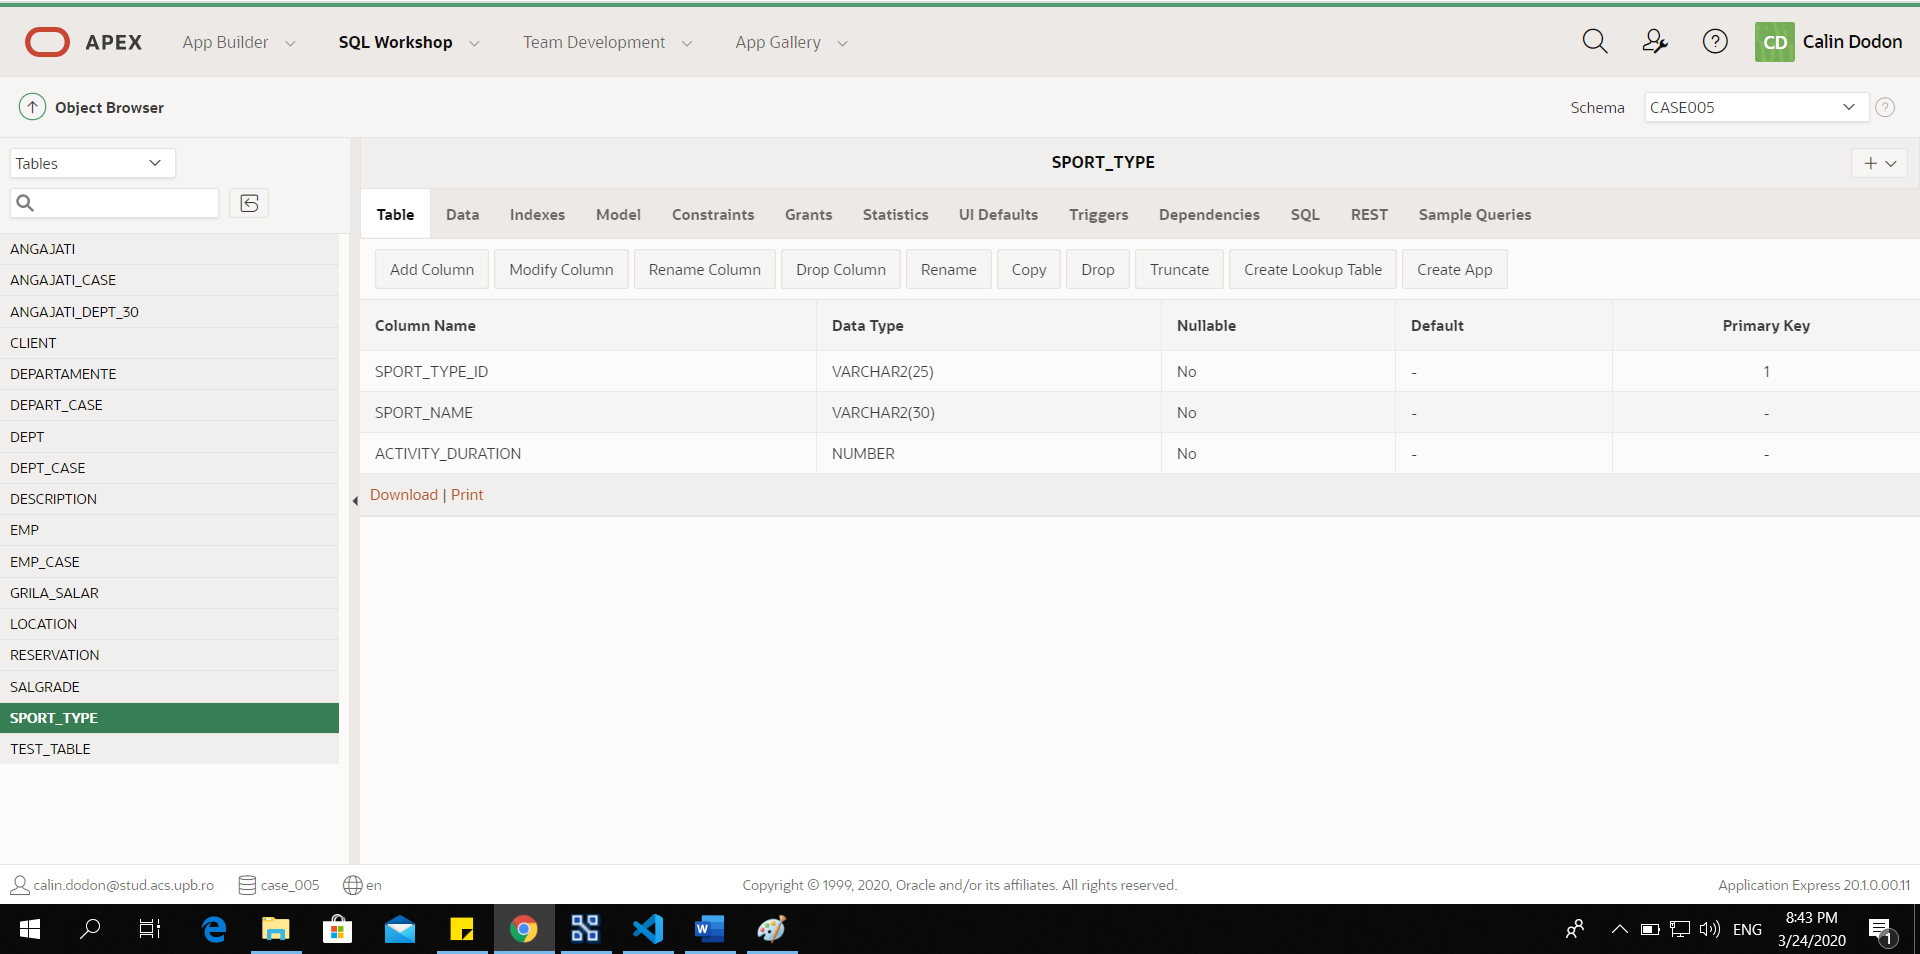 APEX App Builder SQL Workshop Team Development App Gallery CD Calin Dodon
Object Browser Schema CASE005
Tables SPORT_TYPE
Table Data Indexes Model Constraints Grants Statistics UI Defaults Triggers Dependencies SQL REST Sample Queries
Add Column Modify Column Rename Column Drop Column Rename Copy Drop Truncate Create Lookup Table Create App
Column Name Data Type Nullable Default Primary Key
SPORT_TYPE_ID VARCHAR2(25) No - 1
SPORT_NAME VARCHAR2(30) No - -
ACTIVITY_DURATION NUMBER No - -
Download | Print
ANGAJATI
ANGAJATI_CASE
ANGAJATI_DEPT_30
CLIENT
DEPARTAMENTE
DEPART_CASE
DEPT
DEPT_CASE
DESCRIPTION
EMP
EMP_CASE
GRILA_SALAR
LOCATION
RESERVATION
SALGRADE
SPORT_TYPE
TEST_TABLE
calin.dodon@stud.acs.upb.ro case_005 en Copyright © 1999, 2020, Oracle and/or its affiliates. All rights reserved. Application Express 20.1.0.00.11
ENG 8:43 PM
3/24/2020 1